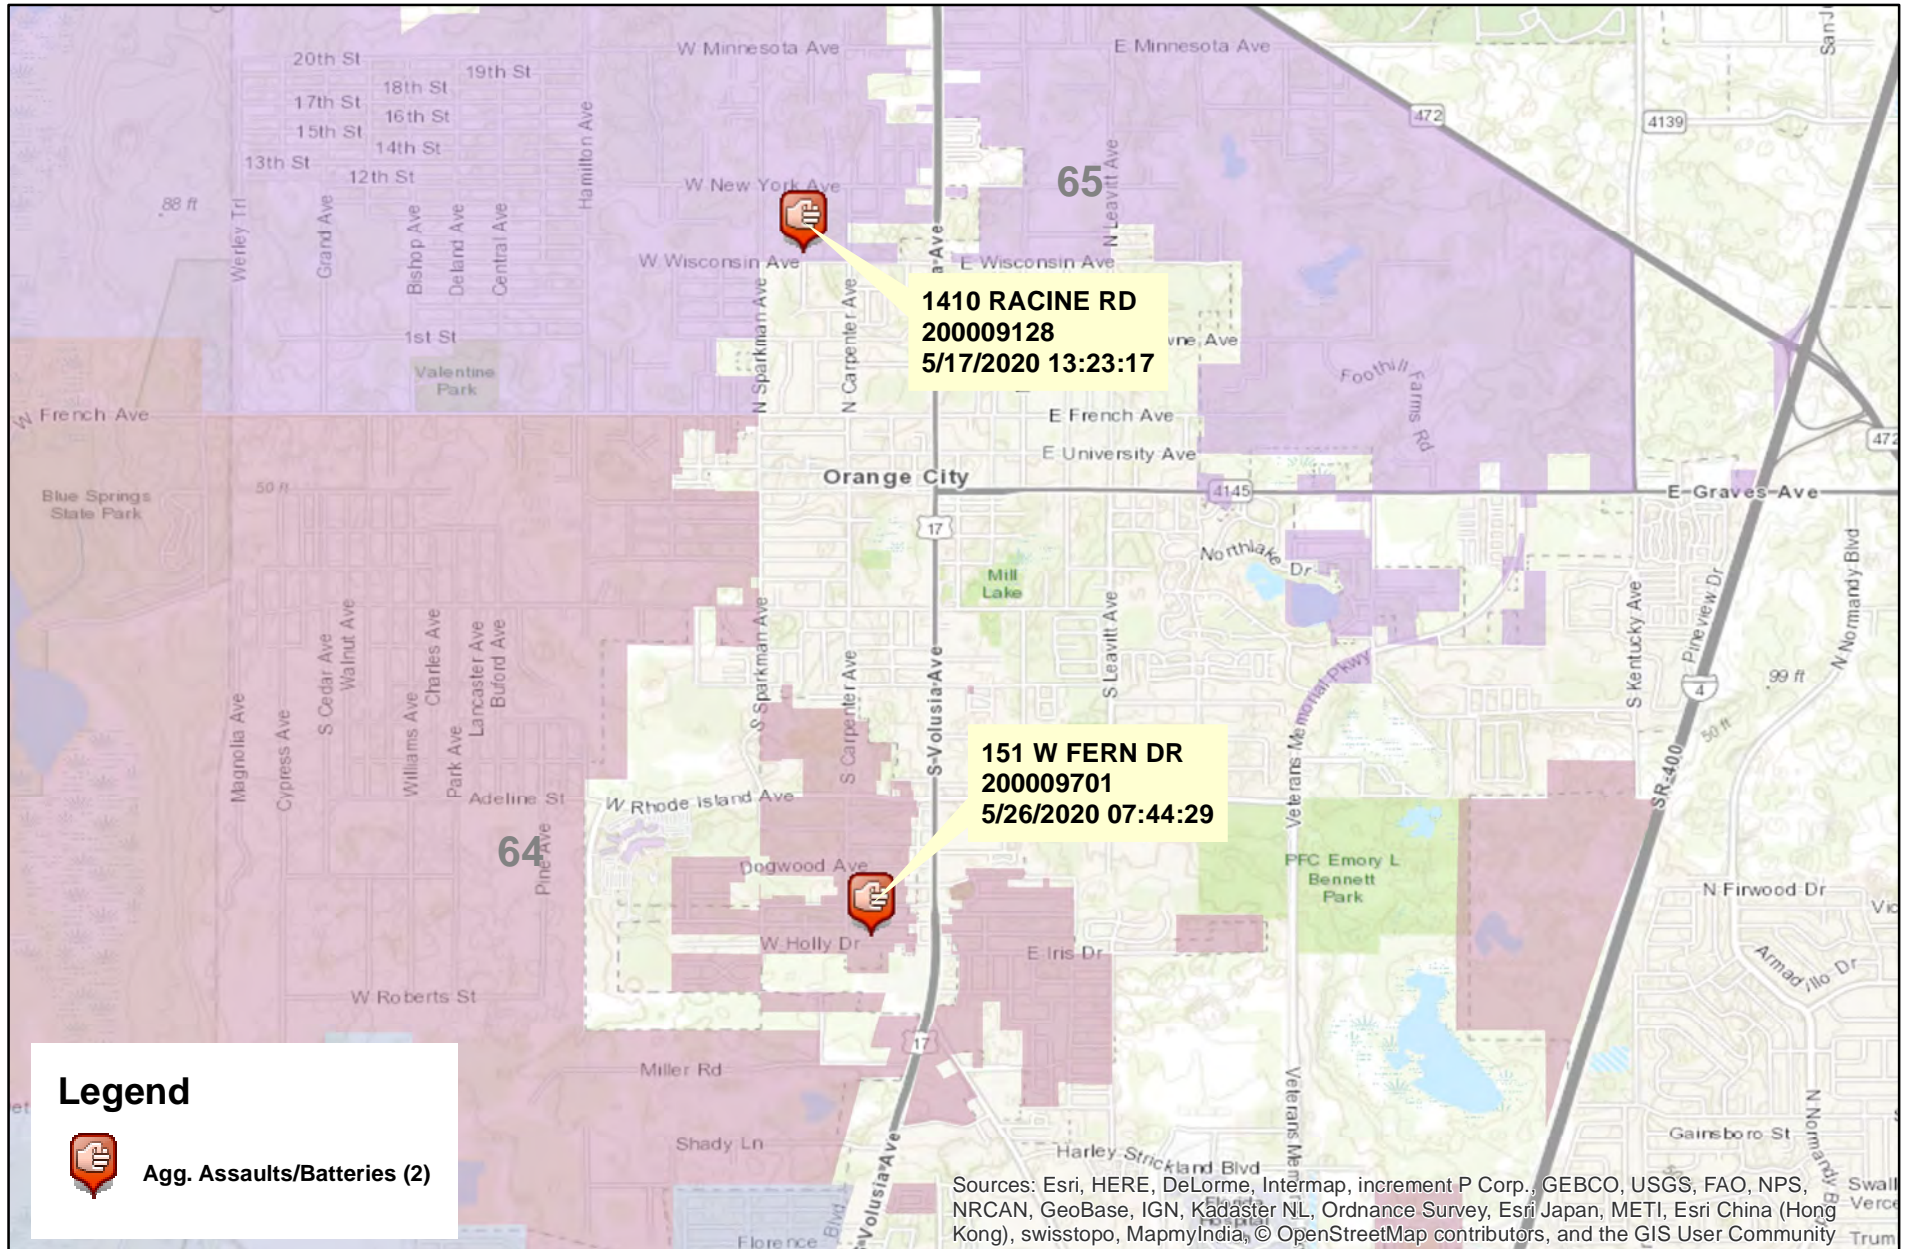 W Minnesota Ave
E Minnesota Ave
20th St
19th St
18th St
17th St
16th St
15th St
14th St
13th St
12th St
472
4139
Hamilton Ave
W New York Ave
65
N Leavitt Ave
88 ft
Werley Trl
Grand Ave
Bishop Ave
Deland Ave
Central Ave
W Wisconsin Ave
E Wisconsin Ave
1410 RACINE RD
200009128
5/17/2020 13:23:17
1st St
Valentine
Park
N Sparkman Ave
N Carpenter Ave
Foothill Farms Rd
W French Ave
E French Ave
472
E University Ave
Orange City
Blue Springs
State Park
50 ft
4145
E Graves Ave
17
Northlake Dr
Mill
Lake
N Normandy Blvd
Pineview Dr
S Kentucky Ave
S Cedar Ave
Walnut Ave
Charles Ave
Lancaster Ave
Buford Ave
S Sparkman Ave
S Carpenter Ave
S Volusia Ave
S Leavitt Ave
Veterans Memorial Pkwy
4
99 ft
50 ft
Magnolia Ave
Cypress Ave
Williams Ave
Park Ave
151 W FERN DR
200009701
5/26/2020 07:44:29
SR-400
Adeline St
W Rhode Island Ave
64
Pine Ave
Dogwood Ave
PFC Emory L
Bennett
Park
N Firwood Dr
W Holly Dr
E Iris Dr
Armadillo Dr
W Roberts St
17
Miller Rd
Legend
Agg. Assaults/Batteries (2)
Shady Ln
Harley Strickland Blvd
Gainsboro St
N Normandy Blvd
S Volusia Ave
Florence
Blvd
Florida
Hospital
Sources: Esri, HERE, DeLorme, Intermap, increment P Corp., GEBCO, USGS, FAO, NPS,
NRCAN, GeoBase, IGN, Kadaster NL, Ordnance Survey, Esri Japan, METI, Esri China (Hong
Kong), swisstopo, MapmyIndia, © OpenStreetMap contributors, and the GIS User Community